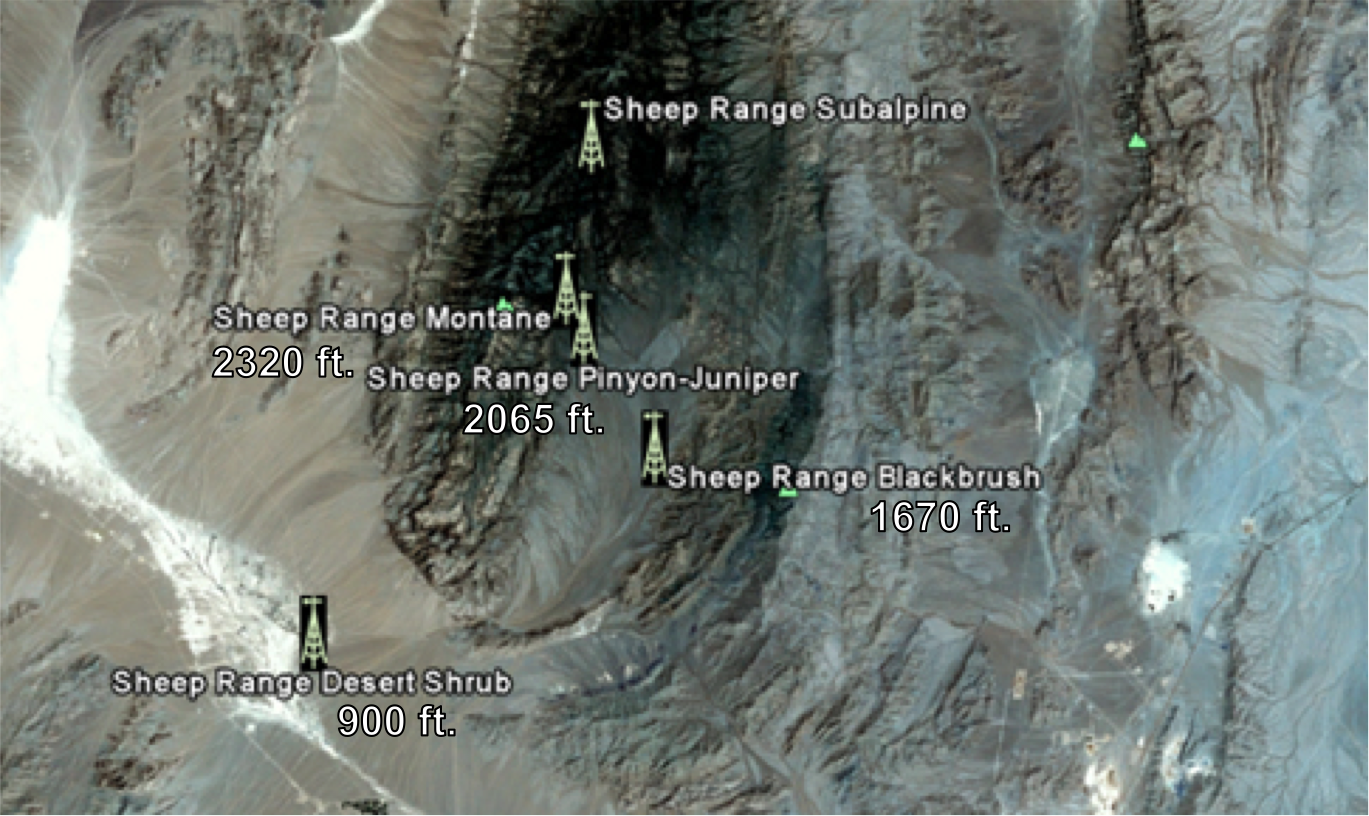 Sheep Range Subalpine
Sheep Range Montane
2320 ft.
Sheep Range Pinyon-Juniper
2065 ft.
Sheep Range Blackbrush
1670 ft.
Sheep Range Desert Shrub
900 ft.